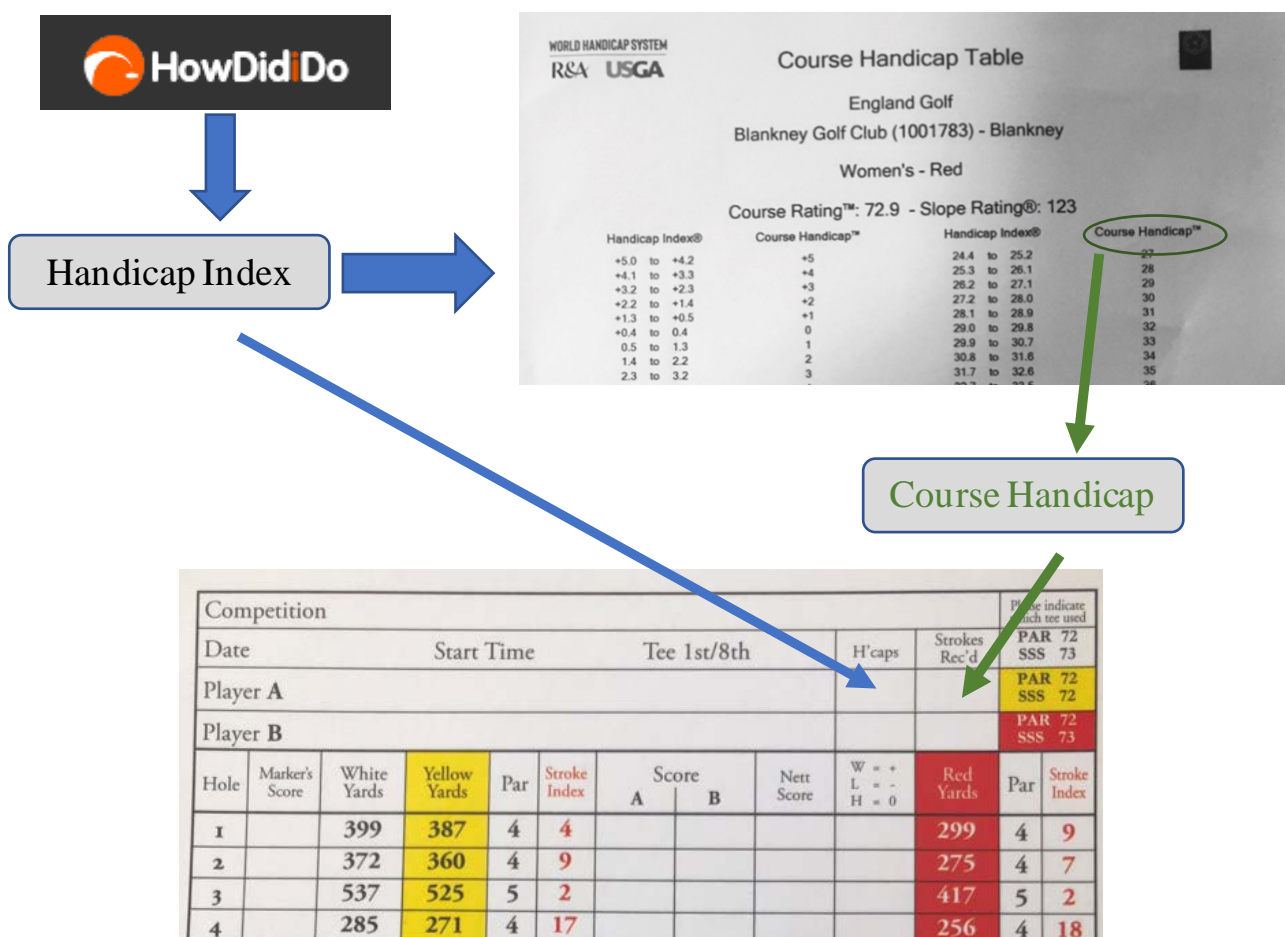 HowDidiDo
Handicap Index
WORLD HANDICAP SYSTEM
R&A USGA
Course Handicap Table
England Golf
Blankney Golf Club (1001783) - Blankney
Women's - Red
Course Rating™: 72.9 - Slope Rating®: 123
Handicap Index® Course Handicap™ Handicap Index® Course Handicap™
+5.0 to +4.2 +5 24.4 to 25.2 27
+4.1 to +3.3 +4 25.3 to 26.1 28
+3.2 to +2.3 +3 26.2 to 27.1 29
+2.2 to +1.4 +2 27.2 to 28.0 30
+1.3 to +0.5 +1 28.1 to 28.9 31
+0.4 to 0.4 0 29.0 to 29.8 32
0.5 to 1.3 1 29.9 to 30.7 33
1.4 to 2.2 2 30.8 to 31.6 34
2.3 to 3.2 3 31.7 to 32.6 35
Course Handicap
Competition
Please indicate
which tee used
Date Start Time Tee 1st/8th H'caps Strokes Rec'd PAR 72 SSS 73
Player A PAR 72 SSS 72
Player B PAR 72 SSS 73
Hole Marker's Score White Yards Yellow Yards Par Stroke Index Score A B Nett Score W = + L = - H = 0 Red Yards Par Stroke Index
1 399 387 4 4 299 4 9
2 372 360 4 9 275 4 7
3 537 525 5 2 417 5 2
4 285 271 4 17 256 4 18